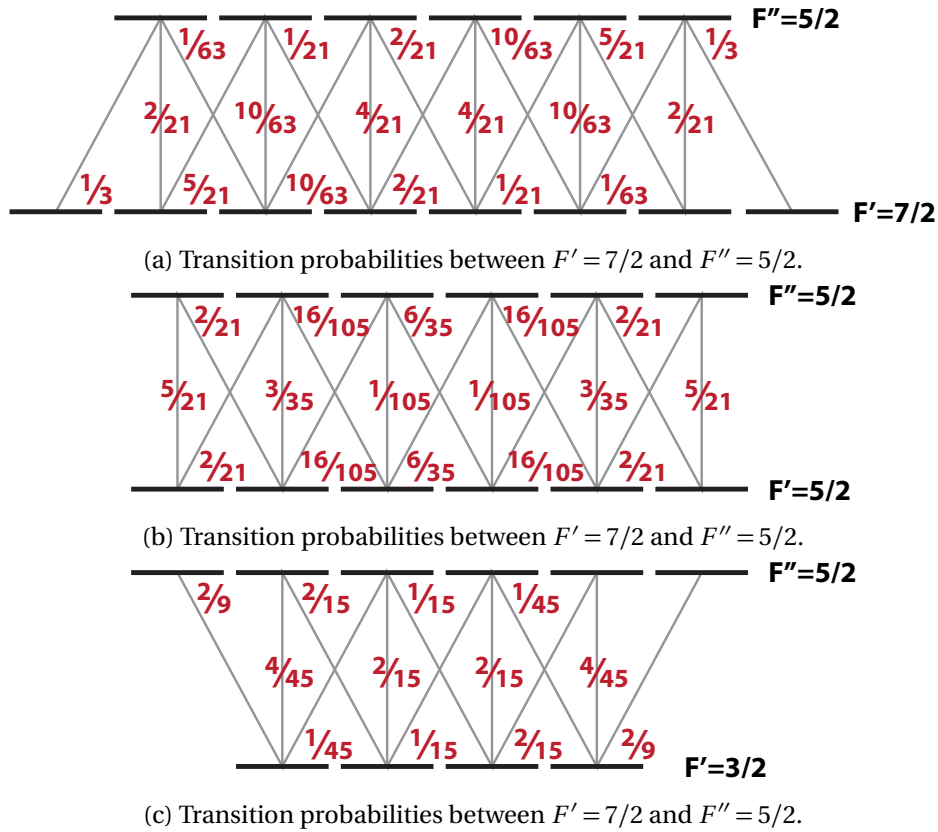 F″=5/2
1/63 1/21 2/21 10/63 5/21 1/3
2/21 10/63 4/21 4/21 10/63 2/21
1/3 5/21 10/63 2/21 1/21 1/63
F′=7/2
(a) Transition probabilities between F′ = 7/2 and F″ = 5/2.
F″=5/2
2/21 16/105 6/35 16/105 2/21
5/21 3/35 1/105 1/105 3/35 5/21
2/21 16/105 6/35 16/105 2/21
F′=5/2
(b) Transition probabilities between F′ = 7/2 and F″ = 5/2.
F″=5/2
2/9 2/15 1/15 1/45
4/45 2/15 2/15 4/45
1/45 1/15 2/15 2/9
F′=3/2
(c) Transition probabilities between F′ = 7/2 and F″ = 5/2.